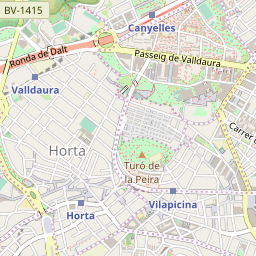 BV-1415
Canyelles
Ronda de Dalt
Passeig de Valldaura
Valldaura
Carrer d
Horta
Turó de
la Peira
Horta
Vilapicina